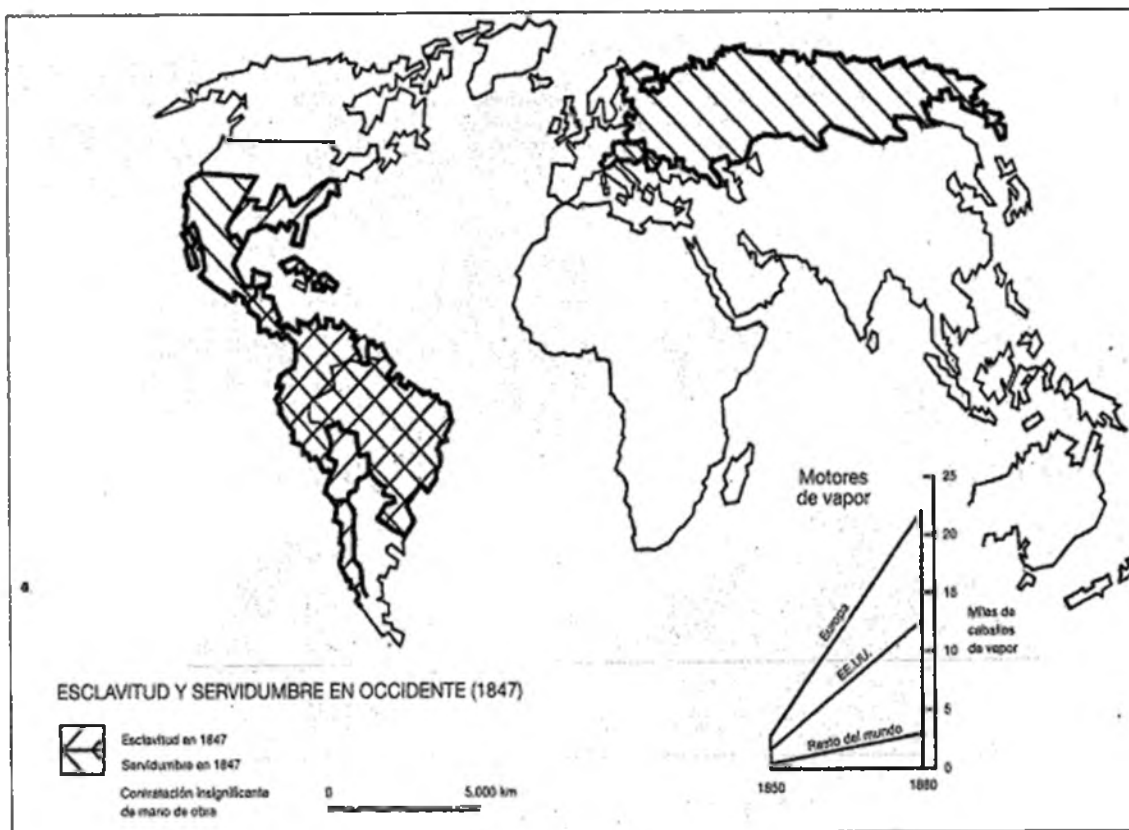 Motores
de vapor
25
20
15
10
5
0
Miles de
caballos
de vapor
Europa
EE.UU.
Resto del mundo
1850
1880
ESCLAVITUD Y SERVIDUMBRE EN OCCIDENTE (1847)
Esclavitud en 1847
Servidumbre en 1847
Contratación insignificante
de mano de obra
0 5.000 km